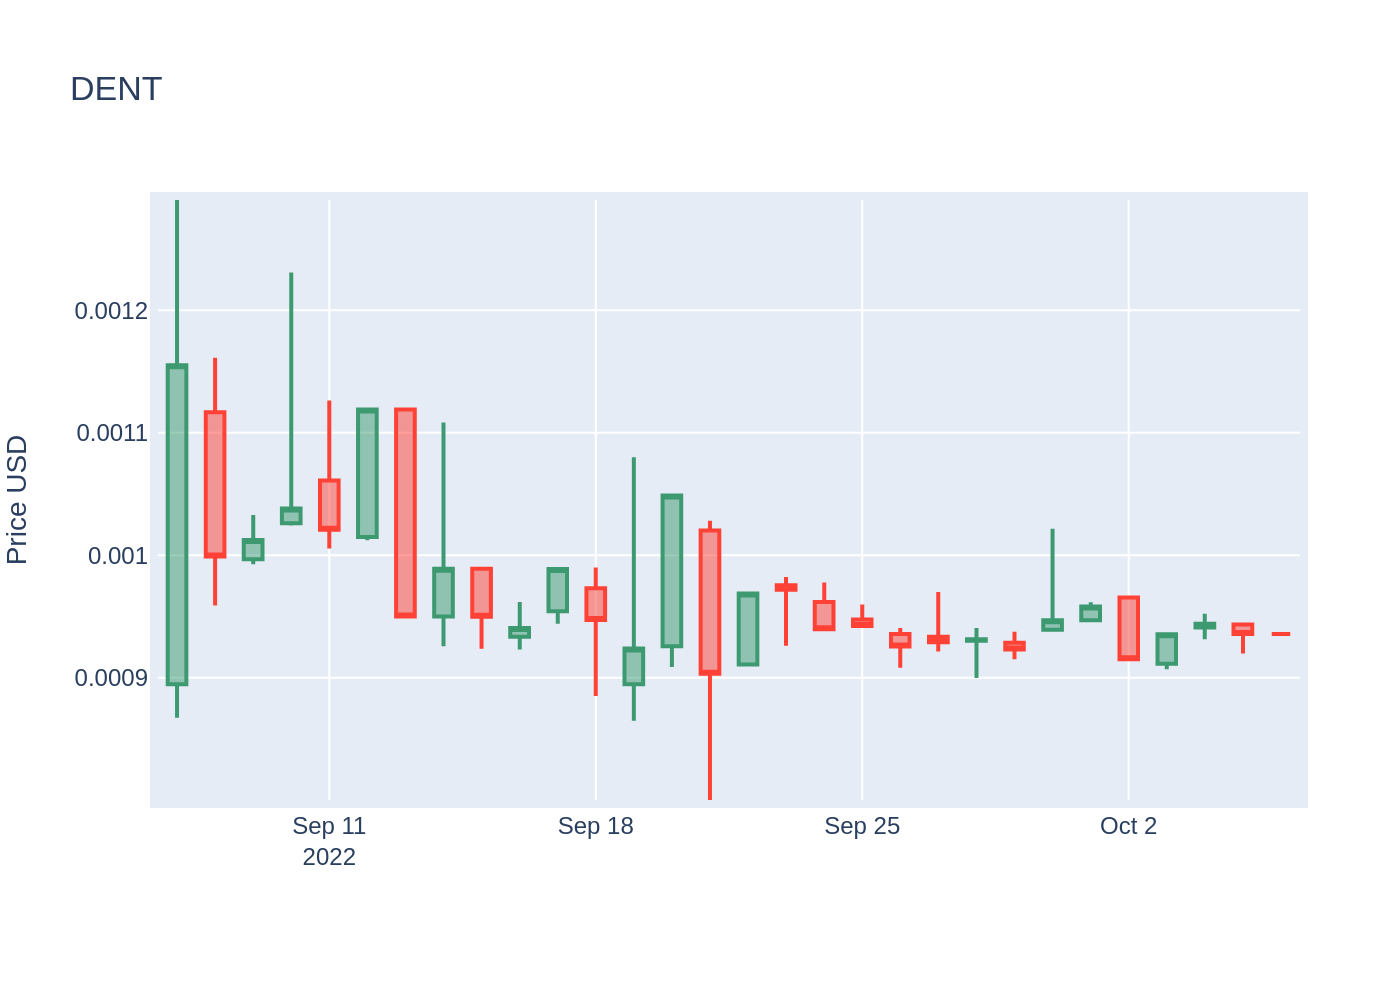 DENT
Price USD
0.0012
0.0011
0.001
0.0009
Sep 11
2022
Sep 18
Sep 25
Oct 2